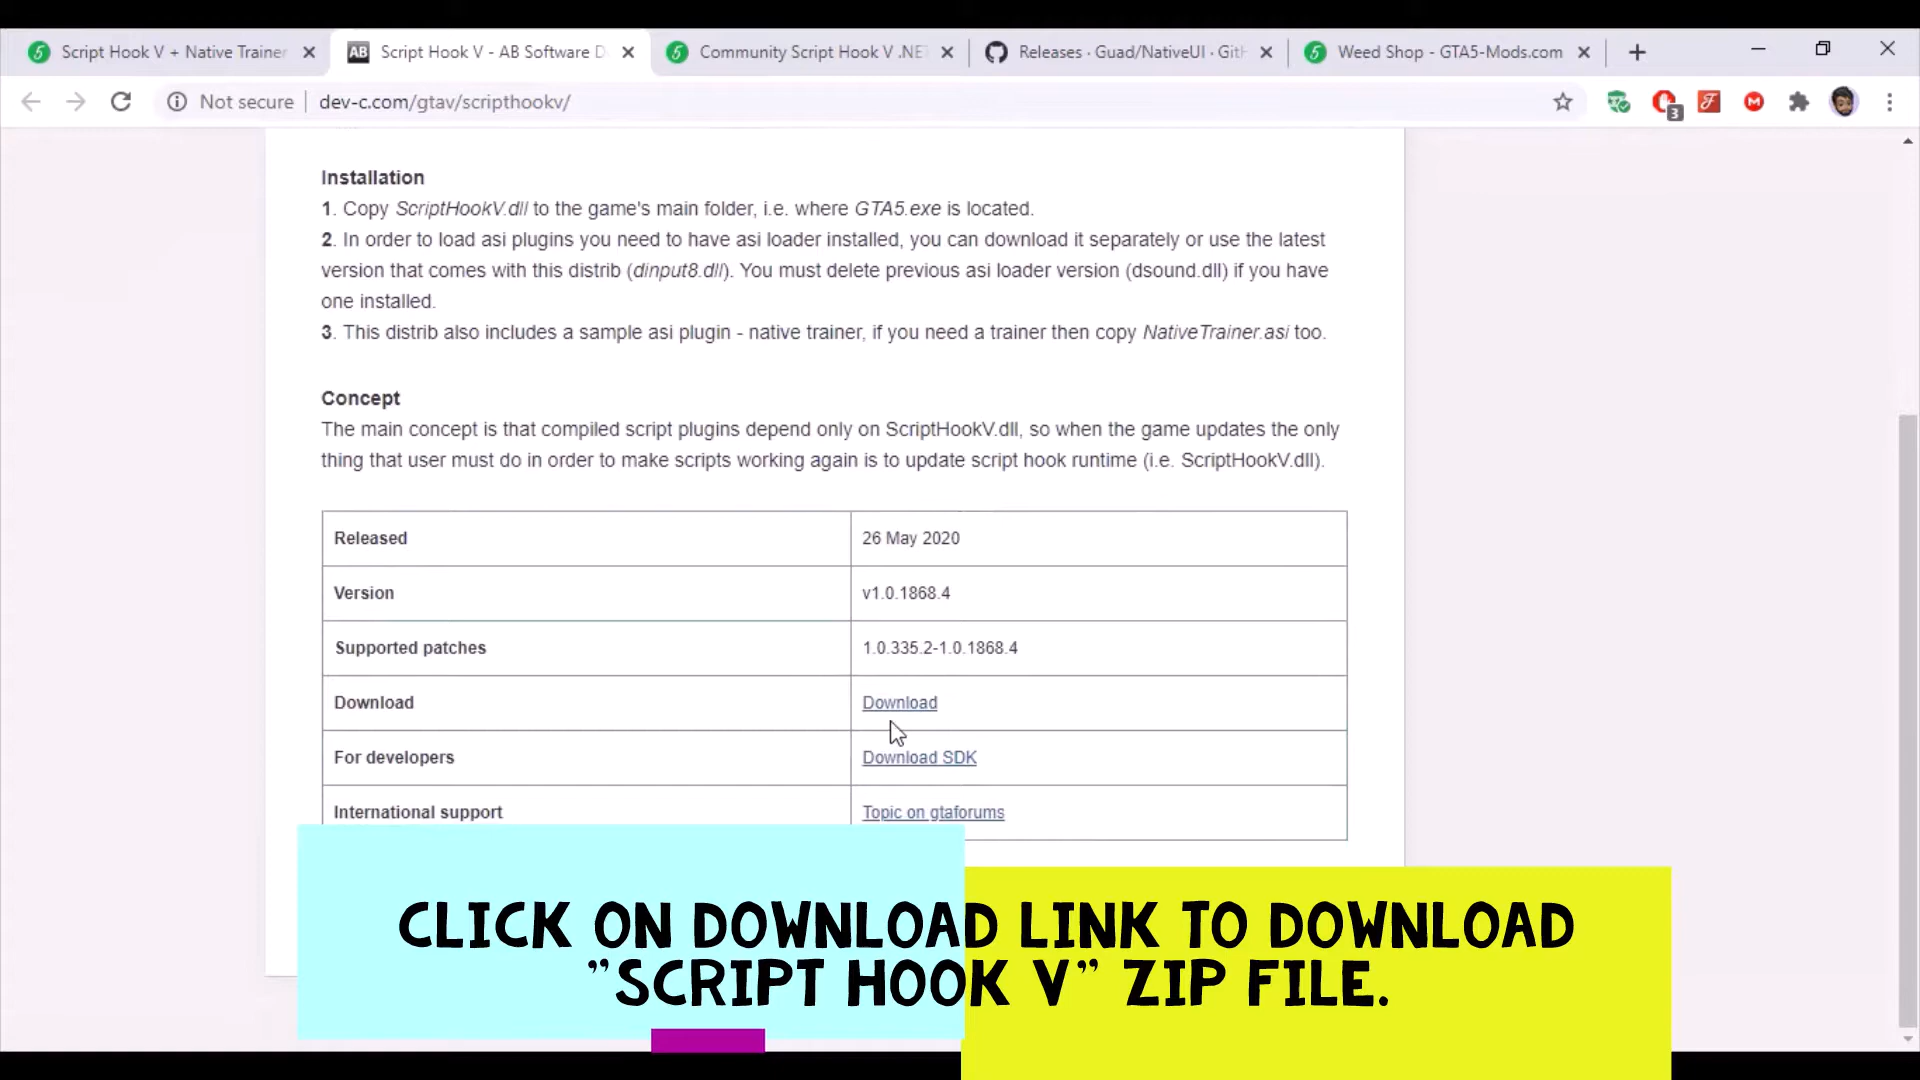 Script Hook V + Native Trainer
AB
Script Hook V - AB Software D
Community Script Hook V .NE
Releases · Guad/NativeUI · Git
Weed Shop - GTA5-Mods.com
Not secure
dev-c.com/gtav/scripthookv/
3
Installation
1. Copy ScriptHookV.dll to the game's main folder, i.e. where GTA5.exe is located.
2. In order to load asi plugins you need to have asi loader installed, you can download it separately or use the latest
version that comes with this distrib (dinput8.dll). You must delete previous asi loader version (dsound.dll) if you have
one installed.
3. This distrib also includes a sample asi plugin - native trainer, if you need a trainer then copy NativeTrainer.asi too.
Concept
The main concept is that compiled script plugins depend only on ScriptHookV.dll, so when the game updates the only
thing that user must do in order to make scripts working again is to update script hook runtime (i.e. ScriptHookV.dll).
Released 26 May 2020
Version v1.0.1868.4
Supported patches 1.0.335.2-1.0.1868.4
Download Download
For developers Download SDK
International support Topic on gtaforums
CLICK ON DOWNLOAD LINK TO DOWNLOAD
"SCRIPT HOOK V" ZIP FILE.